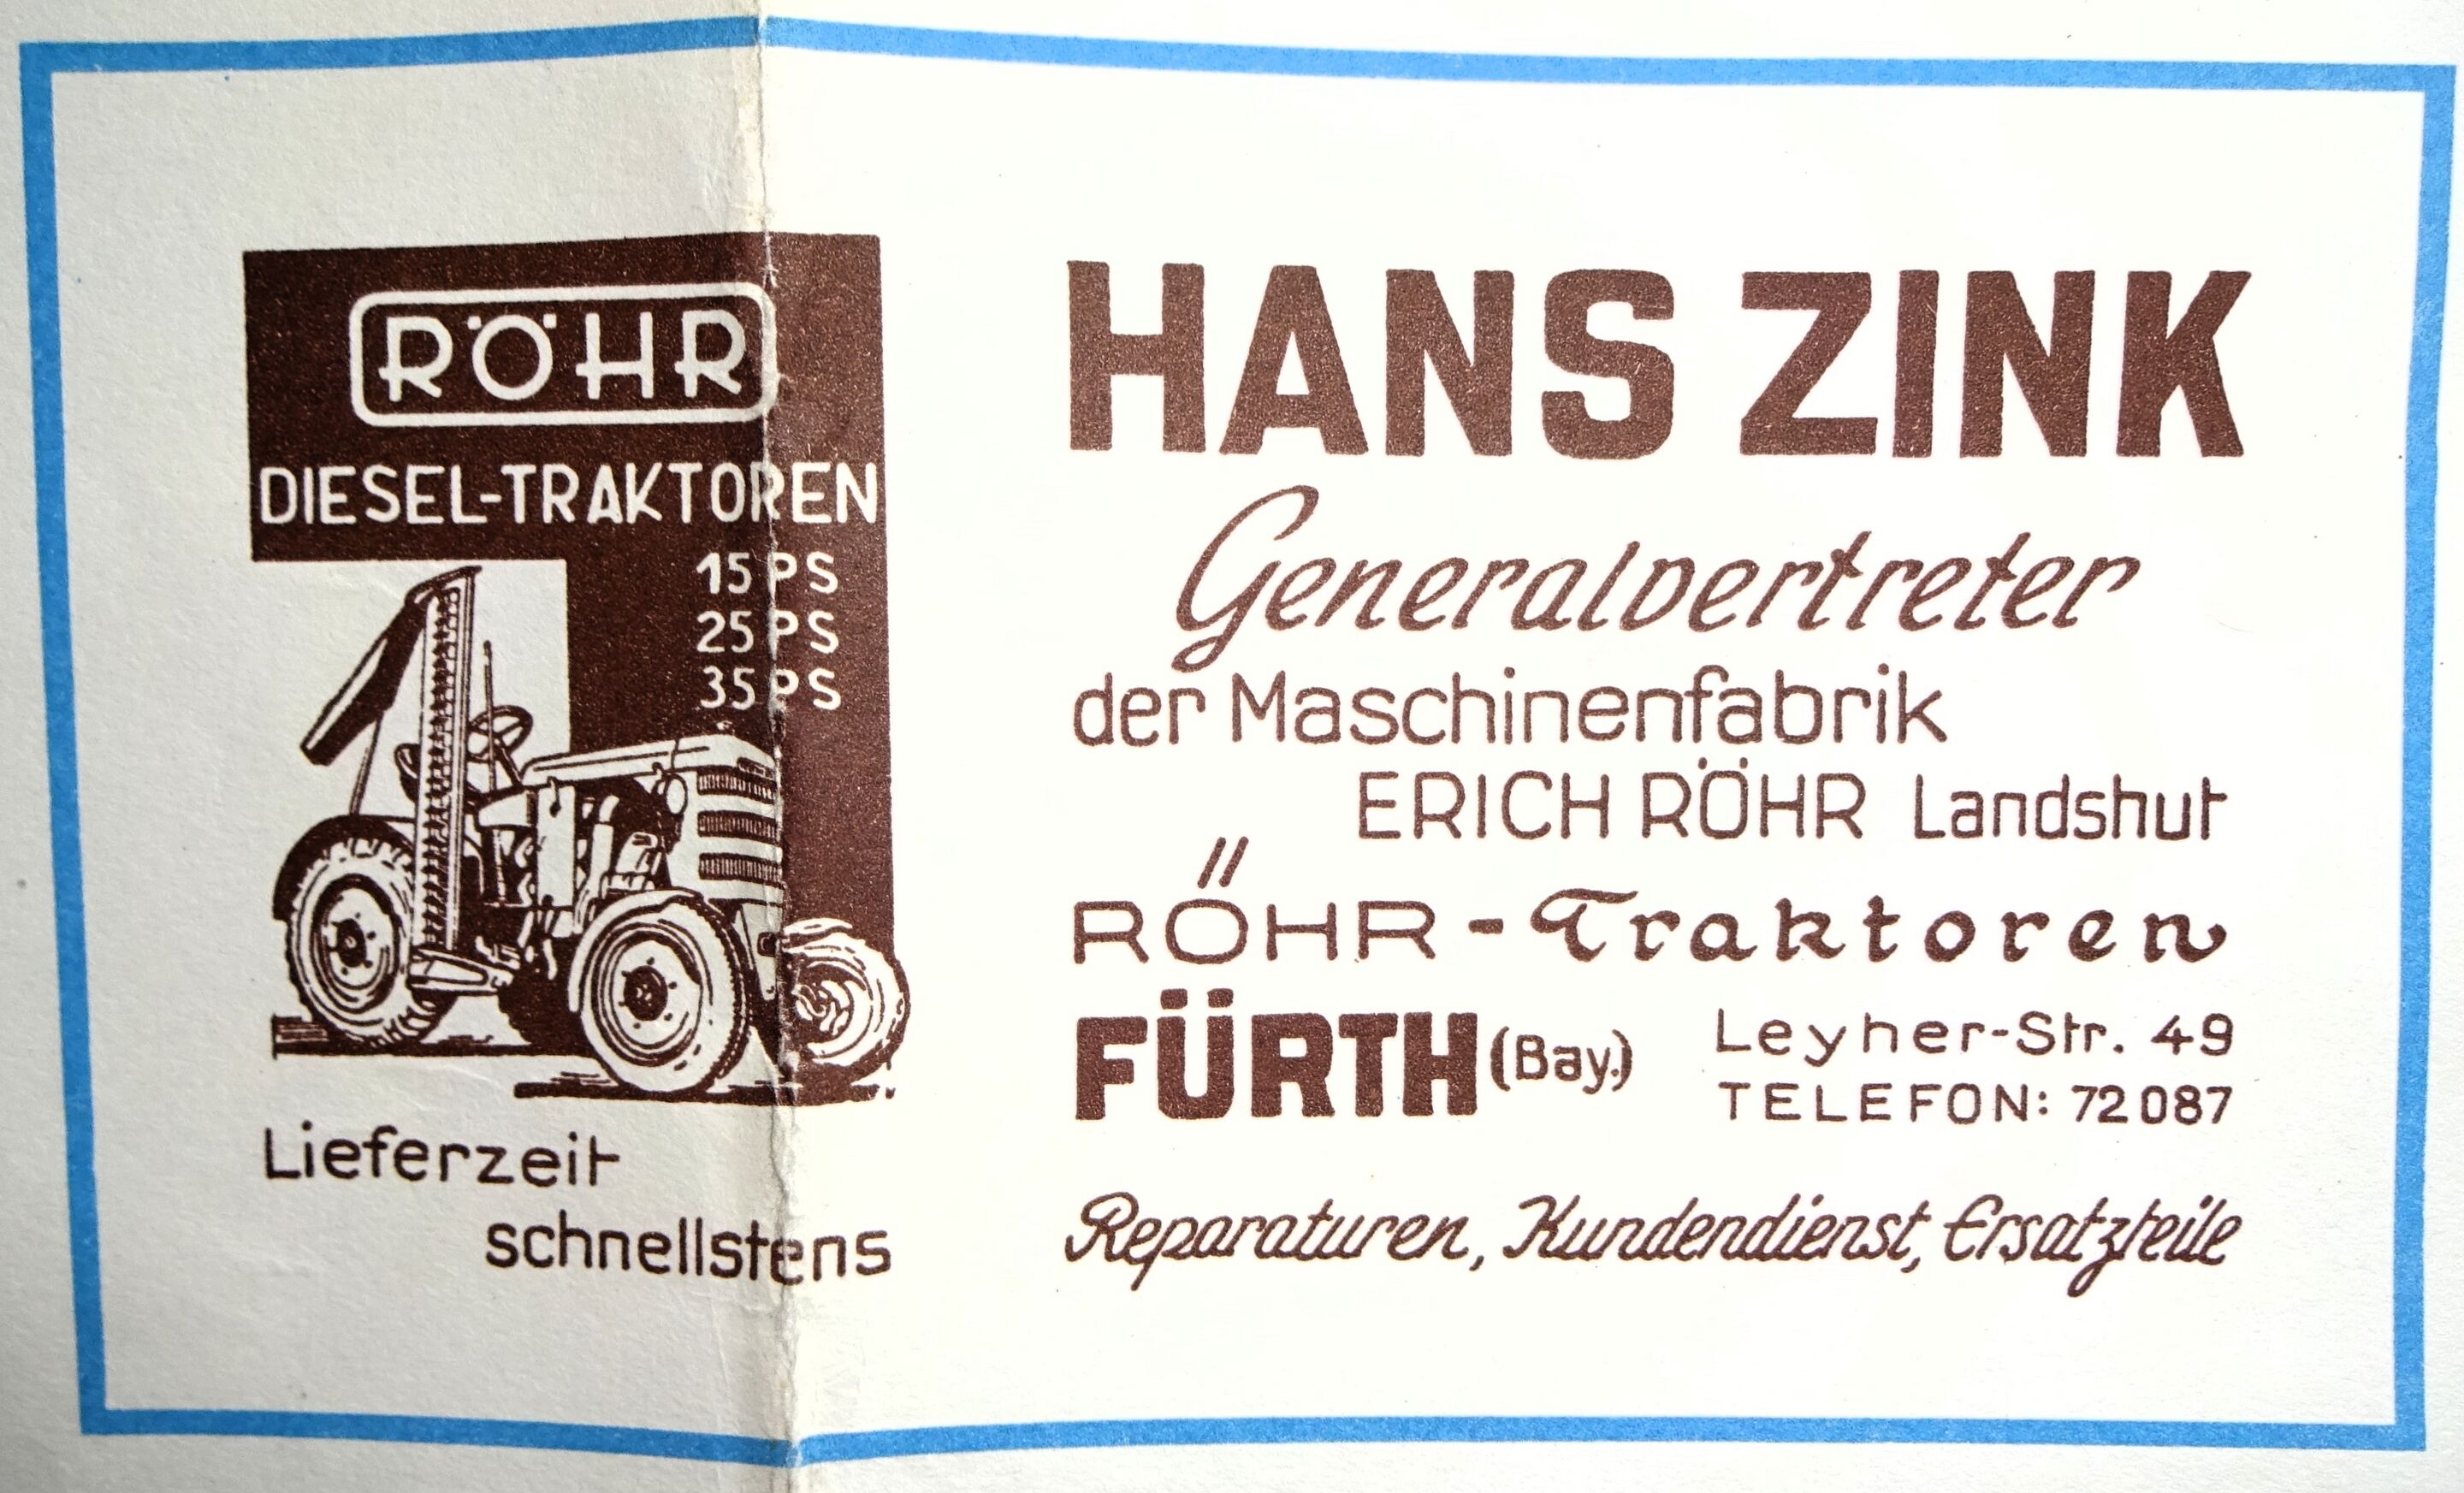 RÖHR
DIESEL-TRAKTOREN
15 PS
25 PS
35 PS
Lieferzeit
schnellstens
HANS ZINK
Generalvertreter
der Maschinenfabrik
ERICH RÖHR Landshut
RÖHR-Traktoren
FÜRTH (Bay.)
Leyher-Str. 49
TELEFON: 72087
Reparaturen, Kundendienst, Ersatzteile